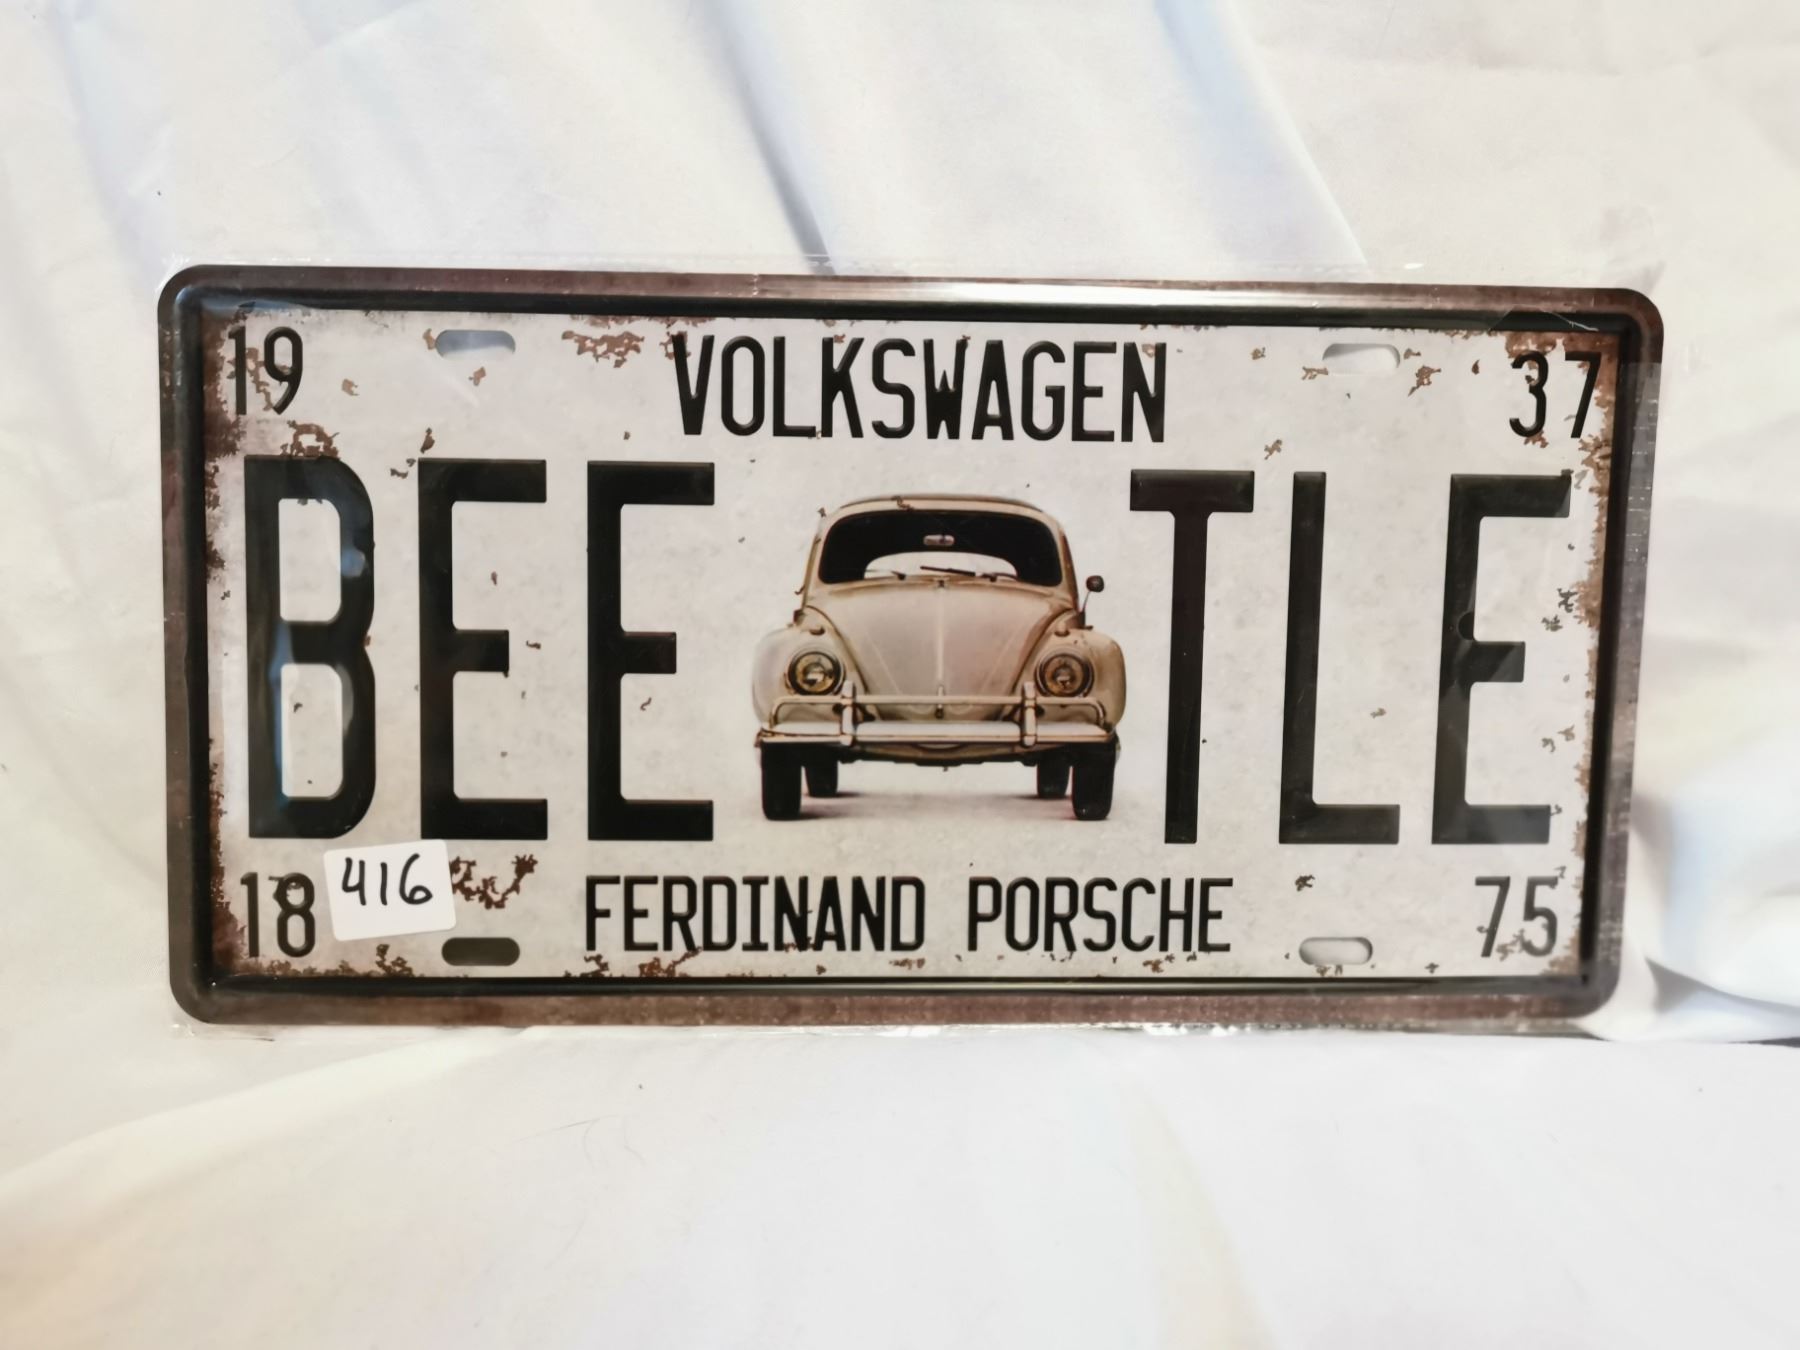 19 VOLKSWAGEN 37
BEE TLE
18 416 FERDINAND PORSCHE 75